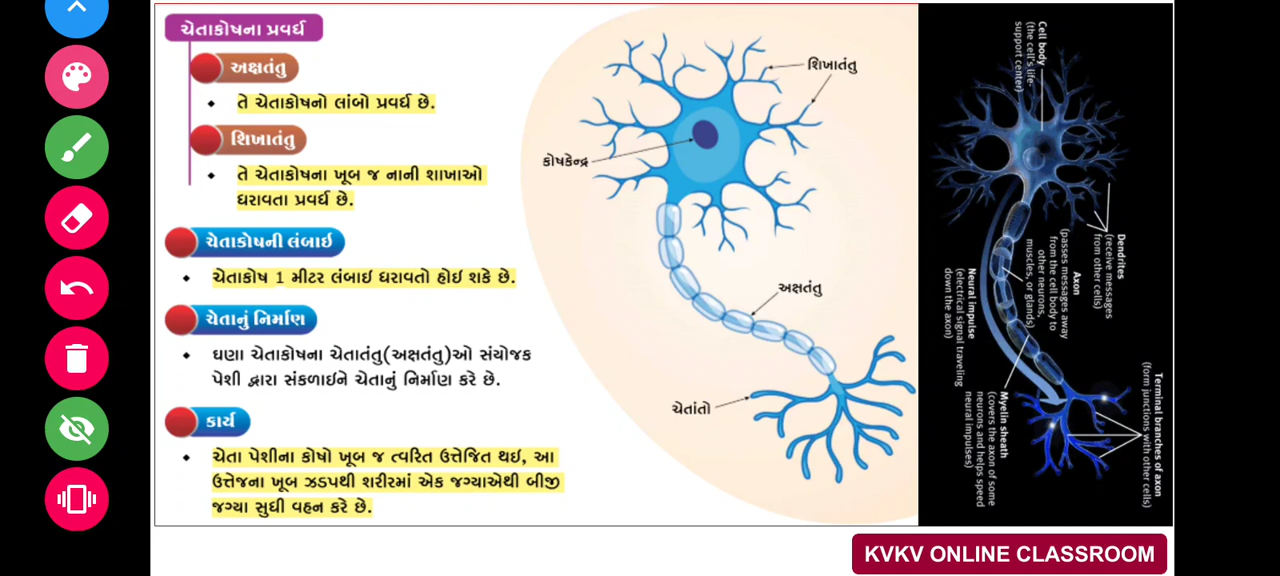 ચેતાકોષના પ્રવર્ધ
અક્ષતંતુ
તે ચેતાકોષનો લાંબો પ્રવર્ધ છે.
શિખાતંતુ
તે ચેતાકોષના ખૂબ જ નાની શાખાઓ
ધરાવતા પ્રવર્ધ છે.
ચેતાકોષની લંબાઈ
ચેતાકોષ 1 મીટર લંબાઇ ધરાવતો હોઇ શકે છે.
ચેતાનું નિર્માણ
ઘણા ચેતાકોષના ચેતાતંતુ(અક્ષતંતુ)ઓ સંયોજક
પેશી દ્વારા સંકળાઈને ચેતાનું નિર્માણ કરે છે.
કાર્ય
ચેતા પેશીના કોષો ખૂબ જ ત્વરિત ઉત્તેજિત થઇ, આ
ઉત્તેજના ખૂબ ઝડપથી શરીરમાં એક જગ્યાએથી બીજી
જગ્યા સુધી વહન કરે છે.
શિખાતંતુ
કોષકેન્દ્ર
અક્ષતંતુ
ચેતાંતો
Cell body
(the cell's life-
support center)
Dendrites
(receive messages
from other cells)
Axon
(passes messages away
from the cell body to
other neurons,
muscles, or glands)
Neural impulse
(electrical signal traveling
down the axon)
Myelin sheath
(covers the axon of some
neurons and helps speed
neural impulses)
Terminal branches of axon
(form junctions with other cells)
KVKV ONLINE CLASSROOM